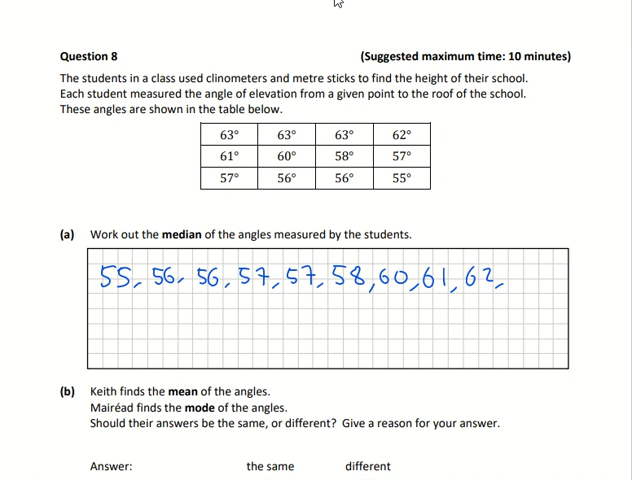 Question 8 (Suggested maximum time: 10 minutes)
The students in a class used clinometers and metre sticks to find the height of their school.
Each student measured the angle of elevation from a given point to the roof of the school.
These angles are shown in the table below.
63° 63° 63° 62°
61° 60° 58° 57°
57° 56° 56° 55°
(a) Work out the median of the angles measured by the students.
55, 56, 56, 57, 57, 58, 60, 61, 62,
(b) Keith finds the mean of the angles.
Mairéad finds the mode of the angles.
Should their answers be the same, or different? Give a reason for your answer.
Answer: the same different